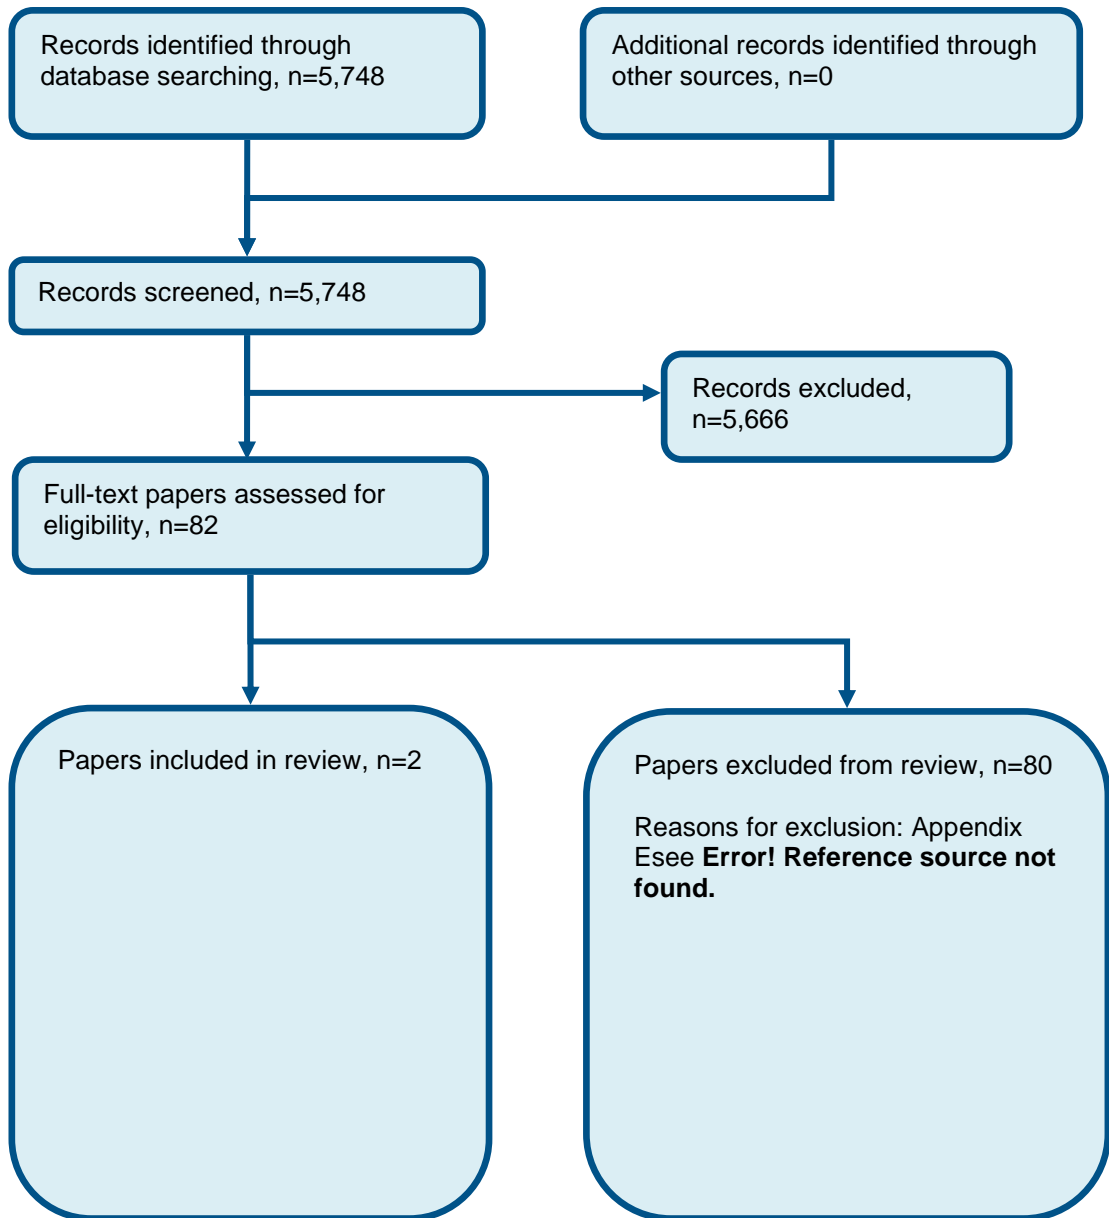 Records identified through
database searching, n=5,748
Additional records identified through
other sources, n=0
Records screened, n=5,748
Records excluded,
n=5,666
Full-text papers assessed for
eligibility, n=82
Papers included in review, n=2
Papers excluded from review, n=80
Reasons for exclusion: Appendix
Esee Error! Reference source not
found.